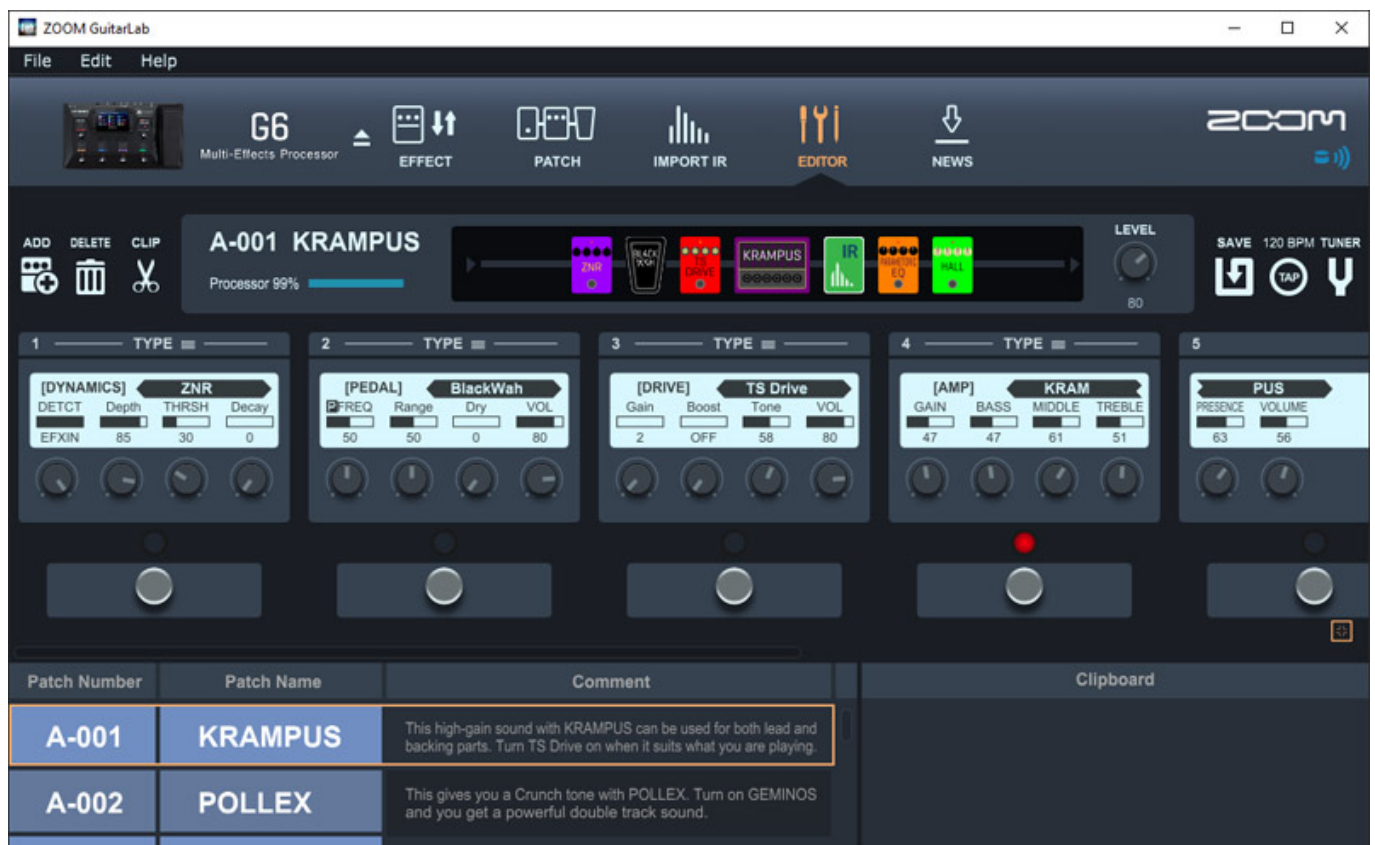 ZOOM GuitarLab
File Edit Help
G6
Multi-Effects Processor
EFFECT PATCH IMPORT IR EDITOR NEWS
ZOOM
ADD DELETE CLIP
A-001 KRAMPUS
Processor 99%
ZNR TS DRIVE KRAMPUS IR EQ HALL
LEVEL
80
SAVE 120 BPM TUNER
TAP
1 TYPE 2 TYPE 3 TYPE 4 TYPE 5
[DYNAMICS] ZNR [PEDAL] BlackWah [DRIVE] TS Drive [AMP] KRAM PUS
DETCT Depth THRSH Decay PFREQ Range Dry VOL Gain Boost Tone VOL GAIN BASS MIDDLE TREBLE PRESENCE VOLUME
EFXIN 85 30 0 50 50 0 80 2 OFF 58 80 47 47 61 51 63 56
Patch Number Patch Name Comment Clipboard
A-001 KRAMPUS
This high-gain sound with KRAMPUS can be used for both lead and
backing parts. Turn TS Drive on when it suits what you are playing.
A-002 POLLEX
This gives you a Crunch tone with POLLEX. Turn on GEMINOS
and you get a powerful double track sound.